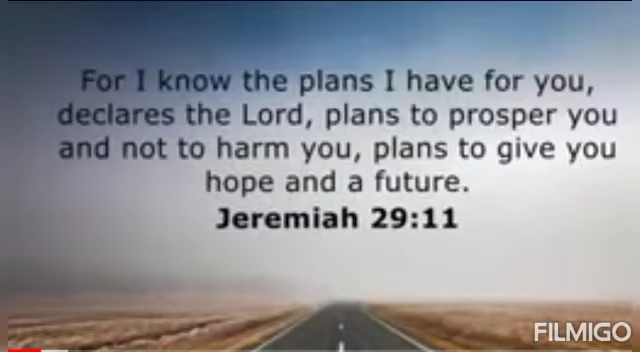 For I know the plans I have for you,
declares the Lord, plans to prosper you
and not to harm you, plans to give you
hope and a future.
Jeremiah 29:11
FILMIGO